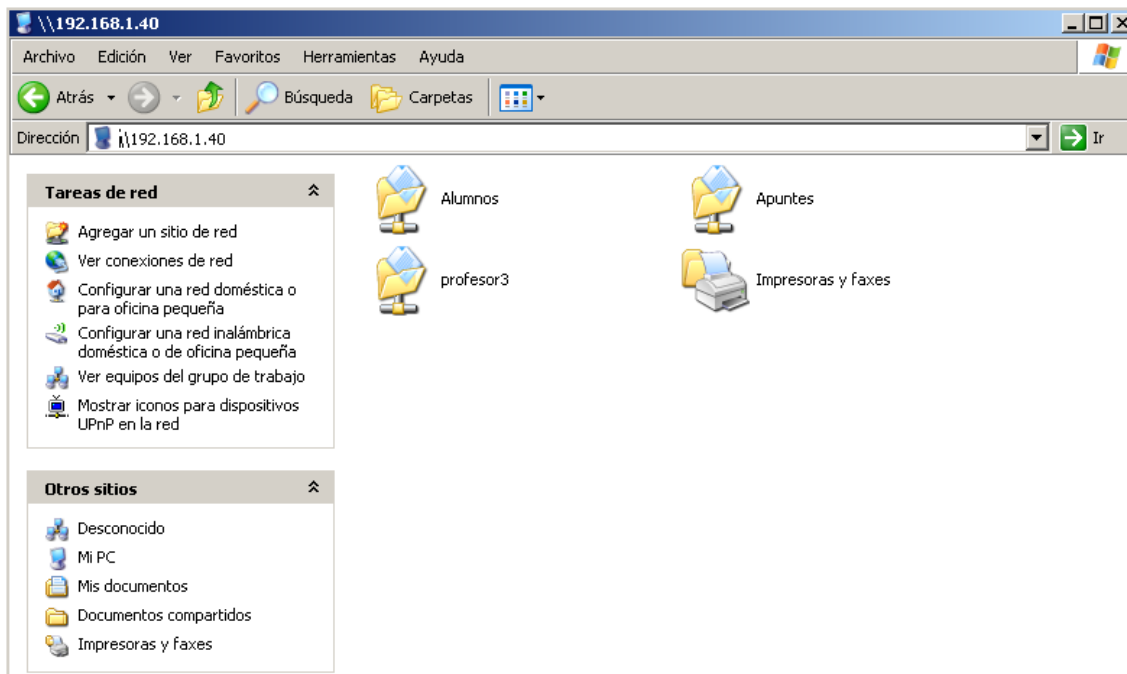 \\192.168.1.40
Archivo Edición Ver Favoritos Herramientas Ayuda
Atrás Búsqueda Carpetas
Dirección \\192.168.1.40 Ir
Tareas de red
Agregar un sitio de red
Ver conexiones de red
Configurar una red doméstica o
para oficina pequeña
Configurar una red inalámbrica
doméstica o de oficina pequeña
Ver equipos del grupo de trabajo
Mostrar iconos para dispositivos
UPnP en la red
Otros sitios
Desconocido
Mi PC
Mis documentos
Documentos compartidos
Impresoras y faxes
Alumnos
Apuntes
profesor3
Impresoras y faxes